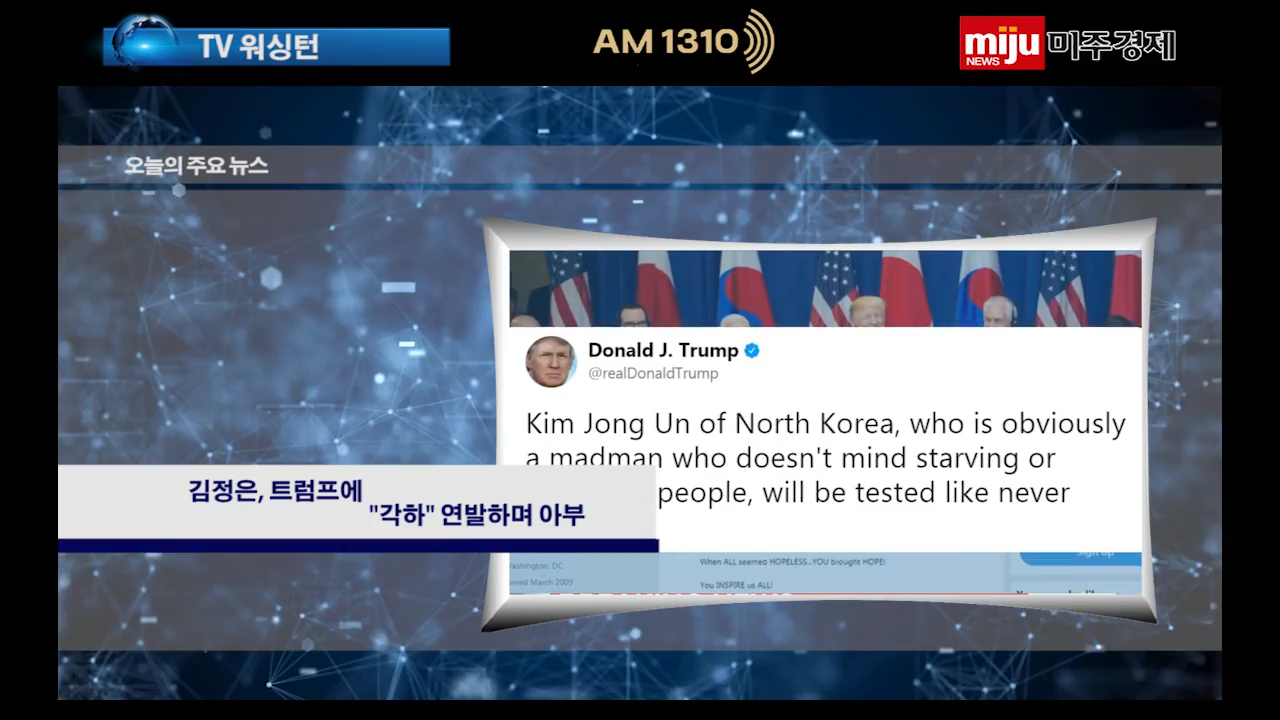 TV 워싱턴
AM 1310
miju
NEWS
미주경제
오늘의 주요 뉴스
Donald J. Trump
@realDonaldTrump
Kim Jong Un of North Korea, who is obviously
a madman who doesn't mind starving or
people, will be tested like never
김정은, 트럼프에
"각하" 연발하며 아부
When ALL seemed HOPELESS...YOU brought HOPE!
You INSPIRE us ALL!
March 2009
DC